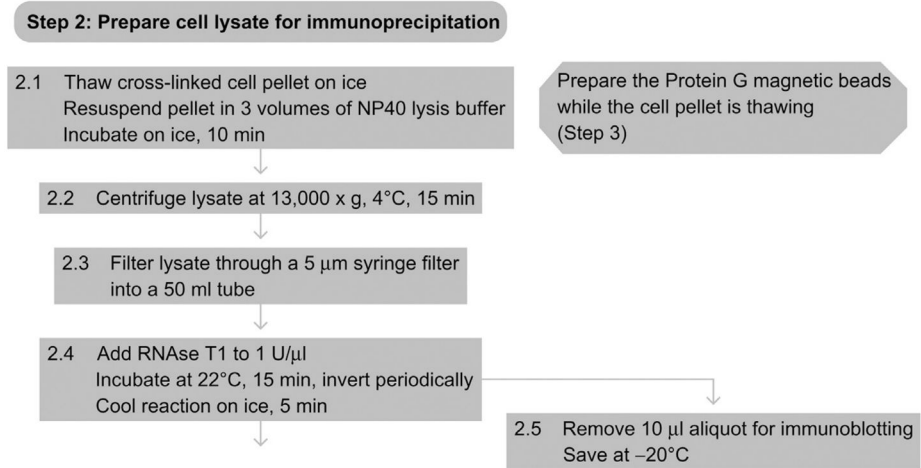 Step 2: Prepare cell lysate for immunoprecipitation
2.1 Thaw cross-linked cell pellet on ice
Resuspend pellet in 3 volumes of NP40 lysis buffer
Incubate on ice, 10 min
Prepare the Protein G magnetic beads
while the cell pellet is thawing
(Step 3)
2.2 Centrifuge lysate at 13,000 x g, 4°C, 15 min
2.3 Filter lysate through a 5 μm syringe filter
into a 50 ml tube
2.4 Add RNAse T1 to 1 U/μl
Incubate at 22°C, 15 min, invert periodically
Cool reaction on ice, 5 min
2.5 Remove 10 μl aliquot for immunoblotting
Save at –20°C